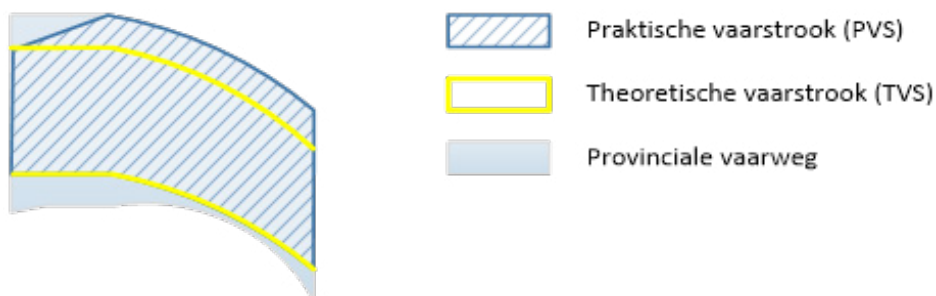 Praktische vaarstrook (PVS)
Theoretische vaarstrook (TVS)
Provinciale vaarweg